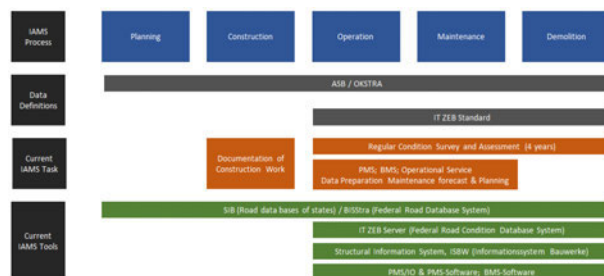 IAMS
Process
Planning
Construction
Operation
Maintenance
Demolition
Data
Definitions
ASB / OKSTRA
IT ZEB Standard
Current
IAMS Task
Documentation of
Construction Work
Regular Condition Survey and Assessment (4 years)
PMS; BMS; Operational Service
Data Preparation Maintenance forecast & Planning
Current
IAMS Tools
SIB (Road data bases of states) / BISStra (Federal Road Database System)
IT ZEB Server (Federal Road Condition Database System)
Structural Information System, ISBW (Informationssystem Bauwerke)
PMS/IO & PMS-Software; BMS-Software